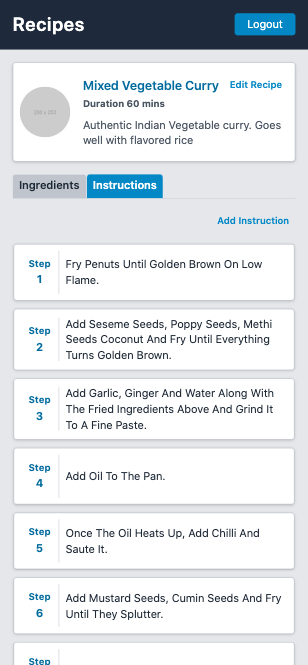 Recipes
Logout
Mixed Vegetable Curry
Edit Recipe
Duration 60 mins
Authentic Indian Vegetable curry. Goes
well with flavored rice
Ingredients
Instructions
Add Instruction
Step
1
Fry Penuts Until Golden Brown On Low
Flame.
Step
2
Add Seseme Seeds, Poppy Seeds, Methi
Seeds Coconut And Fry Until Everything
Turns Golden Brown.
Step
3
Add Garlic, Ginger And Water Along With
The Fried Ingredients Above And Grind It
To A Fine Paste.
Step
4
Add Oil To The Pan.
Step
5
Once The Oil Heats Up, Add Chilli And
Saute It.
Step
6
Add Mustard Seeds, Cumin Seeds And Fry
Until They Splutter.
Step